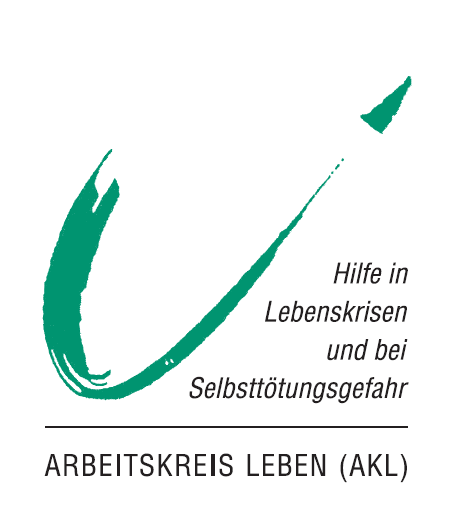 Hilfe in
Lebenskrisen
und bei
Selbsttötungsgefahr
ARBEITSKREIS LEBEN (AKL)